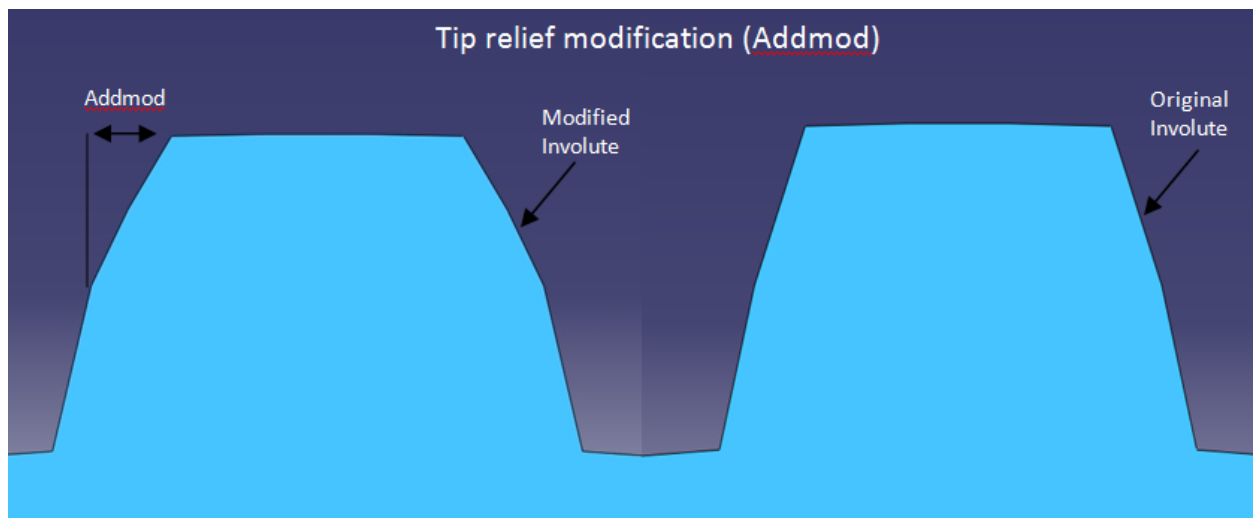 Tip relief modification (Addmod)
Addmod
Modified
Involute
Original
Involute